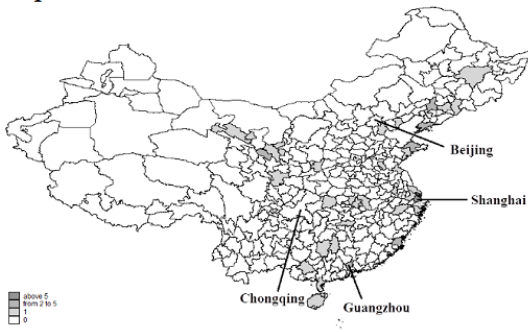 Beijing
Shanghai
Chongqing
Guangzhou
above 5
from 2 to 5
1
0